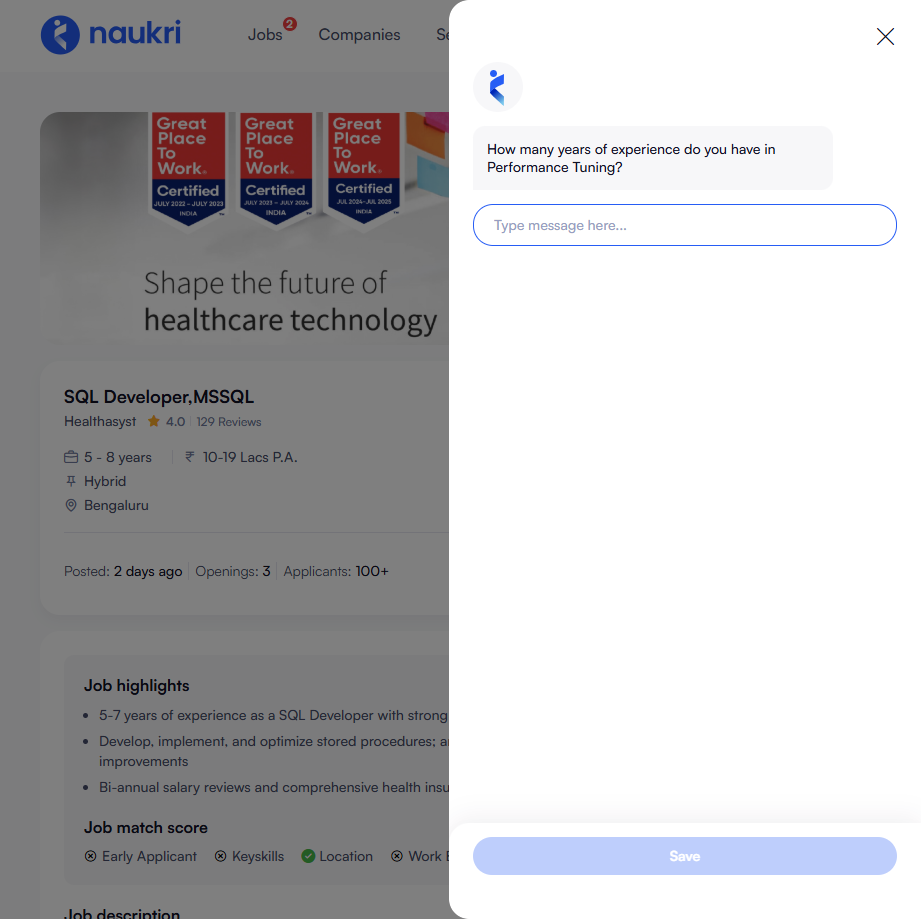 naukri
Jobs 2 Companies
Great Place To Work. Certified JULY 2022 – JULY 2023 INDIA
Great Place To Work. Certified JULY 2023 – JULY 2024 INDIA
Great Place To Work. Certified JUL 2024–JUL 2025 INDIA
Shape the future of
healthcare technology
SQL Developer,MSSQL
Healthasyst 4.0 129 Reviews
5 - 8 years ₹ 10-19 Lacs P.A.
Hybrid
Bengaluru
Posted: 2 days ago Openings: 3 Applicants: 100+
Job highlights
• 5-7 years of experience as a SQL Developer with strong
• Develop, implement, and optimize stored procedures;
improvements
• Bi-annual salary reviews and comprehensive health
Job match score
Early Applicant Keyskills Location Work
Job description
How many years of experience do you have in
Performance Tuning?
Type message here...
Save